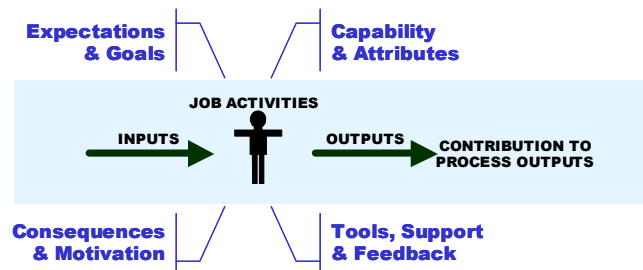 Expectations
& Goals
Capability
& Attributes
JOB ACTIVITIES
INPUTS
OUTPUTS
CONTRIBUTION TO
PROCESS OUTPUTS
Consequences
& Motivation
Tools, Support
& Feedback